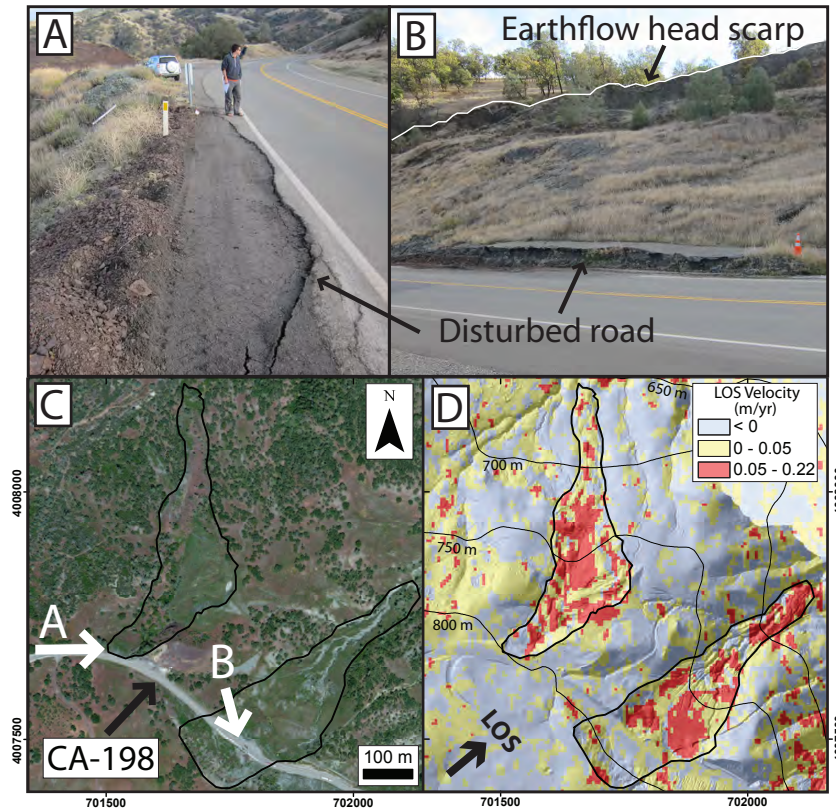 A
B
Earthflow head scarp
Disturbed road
C
N
A
B
CA-198
100 m
4008000
4007500
701500
702000
D
LOS Velocity
(m/yr)
< 0
0 - 0.05
0.05 - 0.22
650 m
700 m
750 m
800 m
LOS
701500
702000